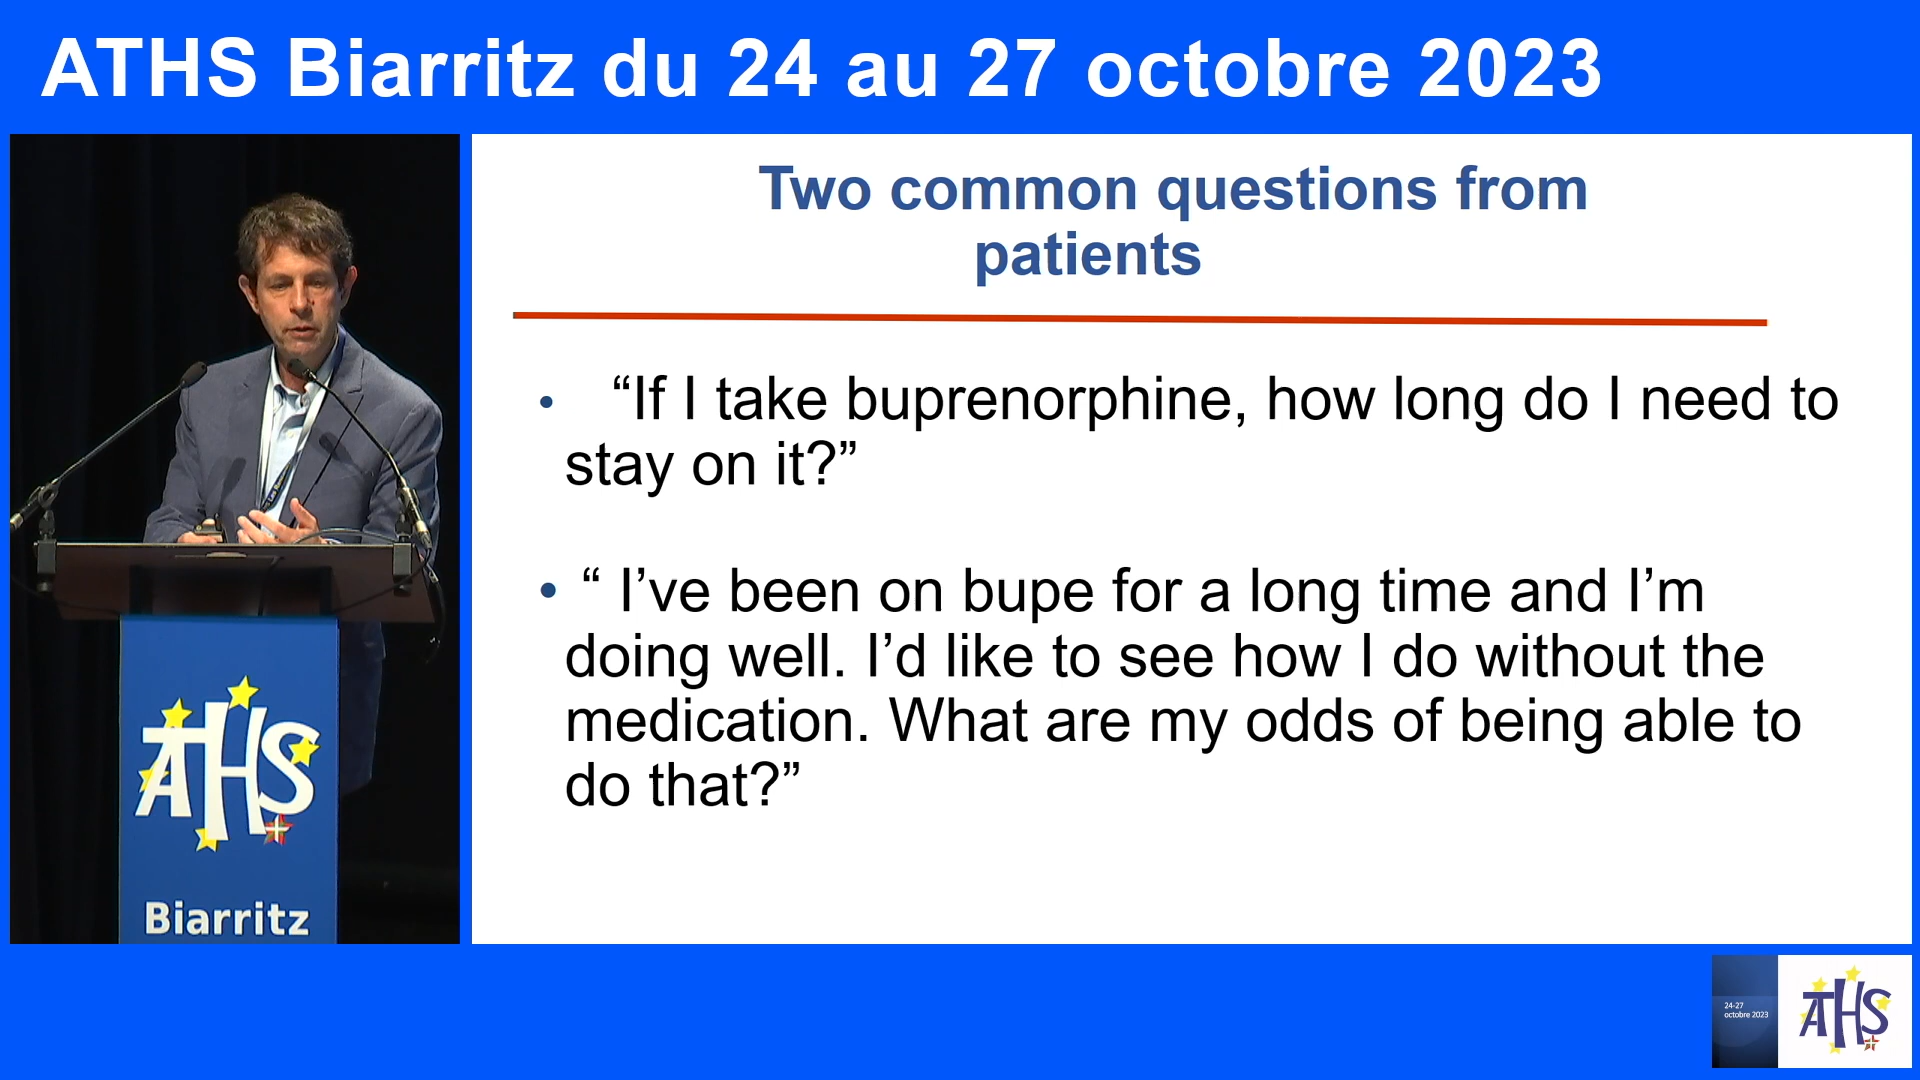 ATHS Biarritz du 24 au 27 octobre 2023
Two common questions from
patients
• “If I take buprenorphine, how long do I need to
stay on it?”
• “ I’ve been on bupe for a long time and I’m
doing well. I’d like to see how I do without the
medication. What are my odds of being able to
do that?”
ATHS
Biarritz
24-27
octobre 2023
ATHS